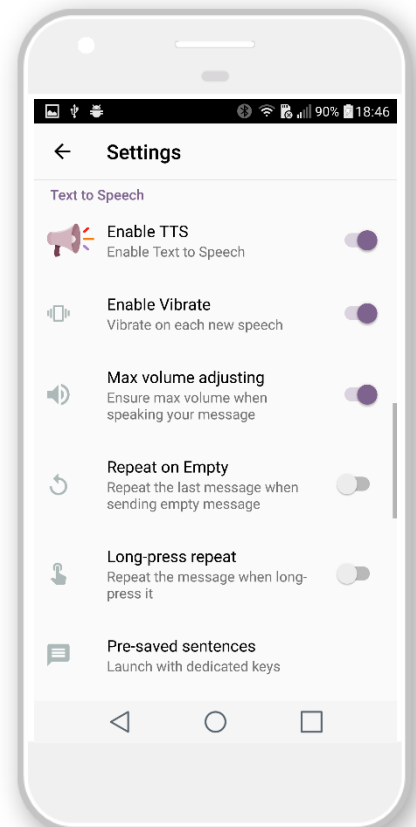 90% 18:46
Settings
Text to Speech
Enable TTS
Enable Text to Speech
Enable Vibrate
Vibrate on each new speech
Max volume adjusting
Ensure max volume when
speaking your message
Repeat on Empty
Repeat the last message when
sending empty message
Long-press repeat
Repeat the message when long-
press it
Pre-saved sentences
Launch with dedicated keys